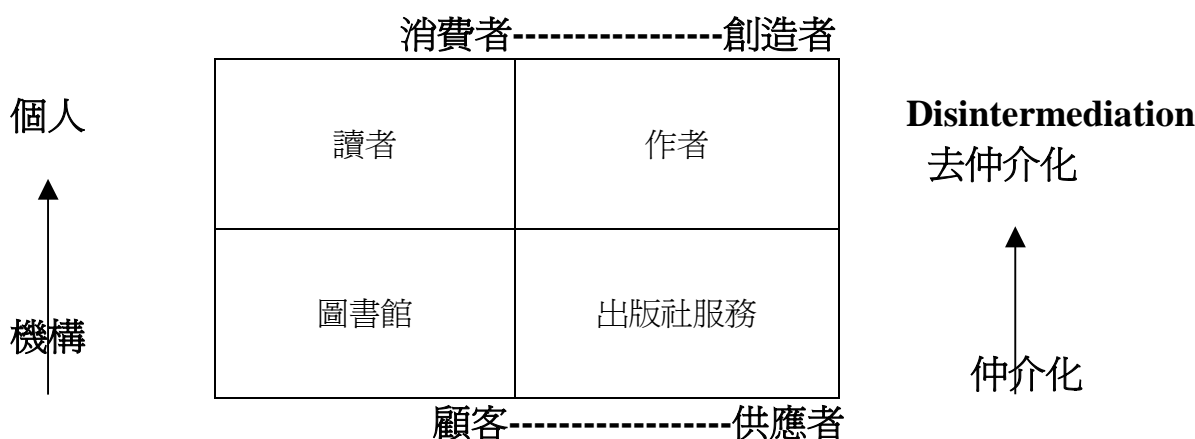 消費者-----------------創造者
個人
讀者
作者
Disintermediation
去仲介化
圖書館
出版社服務
機構
仲介化
顧客------------------供應者